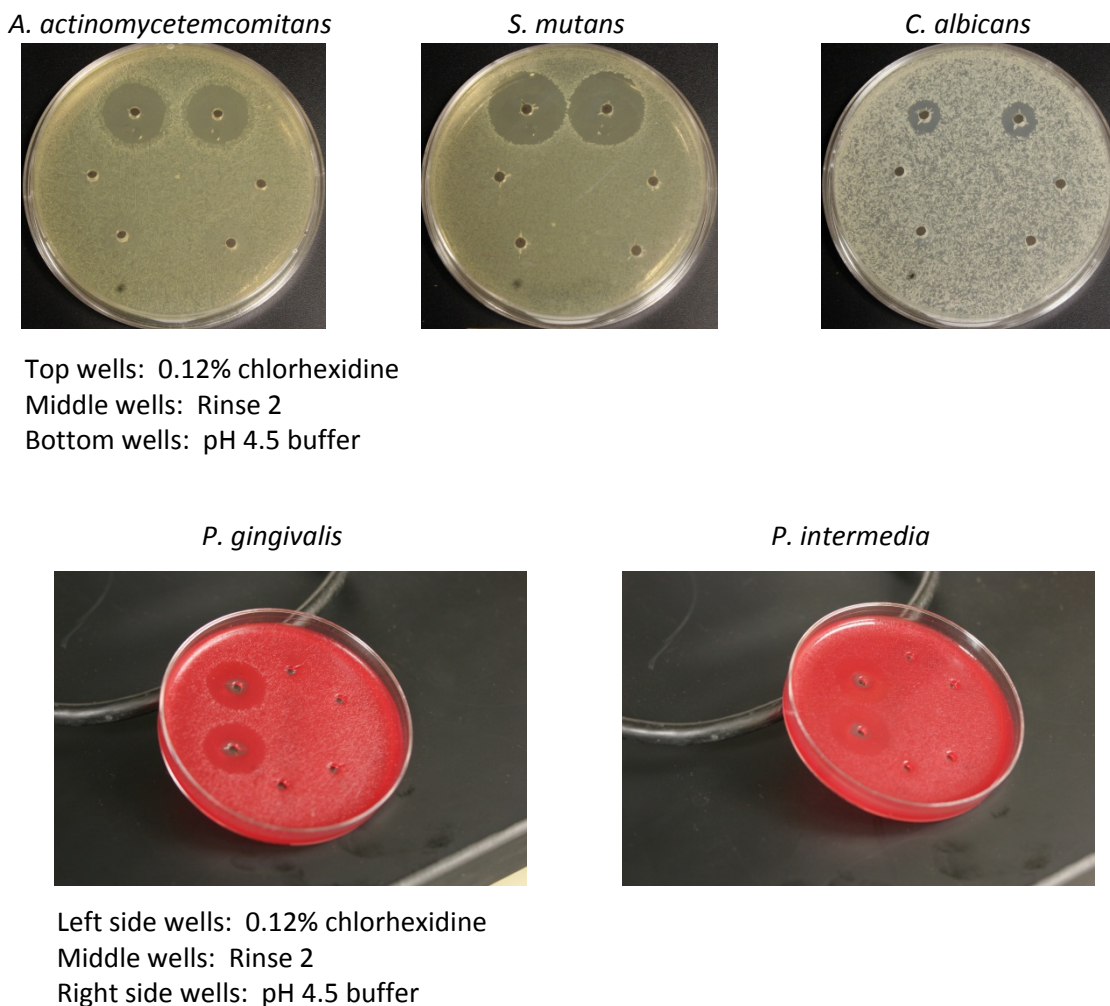 A. actinomycetemcomitans S. mutans C. albicans
Top wells: 0.12% chlorhexidine
Middle wells: Rinse 2
Bottom wells: pH 4.5 buffer
P. gingivalis P. intermedia
Left side wells: 0.12% chlorhexidine
Middle wells: Rinse 2
Right side wells: pH 4.5 buffer